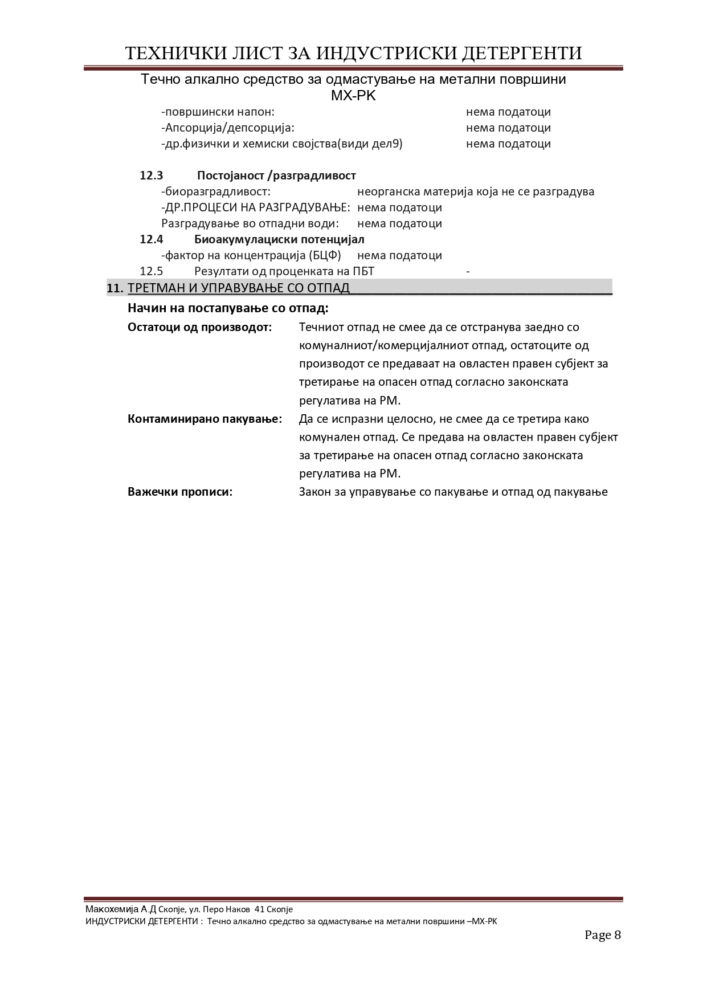 ТЕХНИЧКИ ЛИСТ ЗА ИНДУСТРИСКИ ДЕТЕРГЕНТИ
Течно алкално средство за одмастување на метални површини
MX-PK
-површински напон: нема податоци
-Апсорција/депсорција: нема податоци
-др.физички и хемиски својства(види дел9) нема податоци
12.3 Постојаност /разградливост
-биоразградливост: неорганска материја која не се разградува
-ДР.ПРОЦЕСИ НА РАЗГРАДУВАЊЕ: нема податоци
Разградување во отпадни води: нема податоци
12.4 Биоакумулациски потенцијал
-фактор на концентрација (БЦФ) нема податоци
12.5 Резултати од проценката на ПБТ -
11. ТРЕТМАН И УПРАВУВАЊЕ СО ОТПАД
Начин на постапување со отпад:
Остатоци од производот: Течниот отпад не смее да се отстранува заедно со
комуналниот/комерцијалниот отпад, остатоците од
производот се предаваат на овластен правен субјект за
третирање на опасен отпад согласно законската
регулатива на РМ.
Контаминирано пакување: Да се испразни целосно, не смее да се третира како
комунален отпад. Се предава на овластен правен субјект
за третирање на опасен отпад согласно законската
регулатива на РМ.
Важечки прописи: Закон за управување со пакување и отпад од пакување
Макохемија А.Д Скопје, ул. Перо Наков 41 Скопје
ИНДУСТРИСКИ ДЕТЕРГЕНТИ : Течно алкално средство за одмастување на метални површини –MX-PK
Page 8